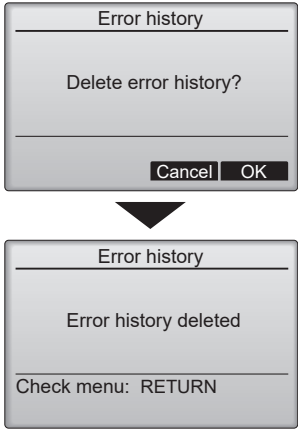 Error history
Delete error history?
Cancel OK
Error history
Error history deleted
Check menu: RETURN